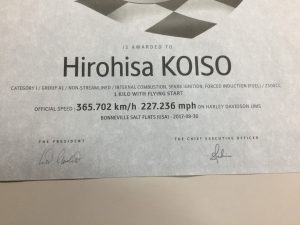 IS AWARDED TO
Hirohisa KOISO
CATEGORY I / GROUP A1 / NON-STREAMLINED / INTERNAL COMBUSTION, SPARK IGNITION, FORCED INDUCTION (FUEL) /
1 KILO WITH FLYING START
OFFICIAL SPEED: 365.702 km/h 227.236 mph ON HARLEY DAVIDSON
BONNEVILLE SALT FLATS (USA) - 2017-08-30
THE PRESIDENT
THE CHIEF EXECUTIVE OFFICER